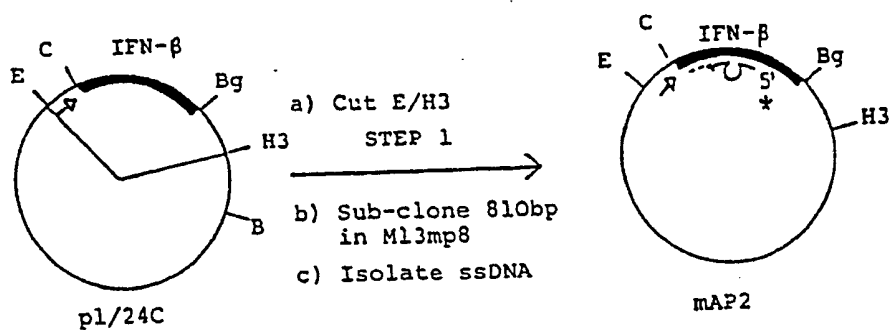 C
IFN-β
E
Bg
H3
B
p1/24C
a) Cut E/H3
STEP 1
b) Sub-clone 810bp
in M13mp8
c) Isolate ssDNA
IFN-β
C
E
Bg
5'
*
H3
mAP2